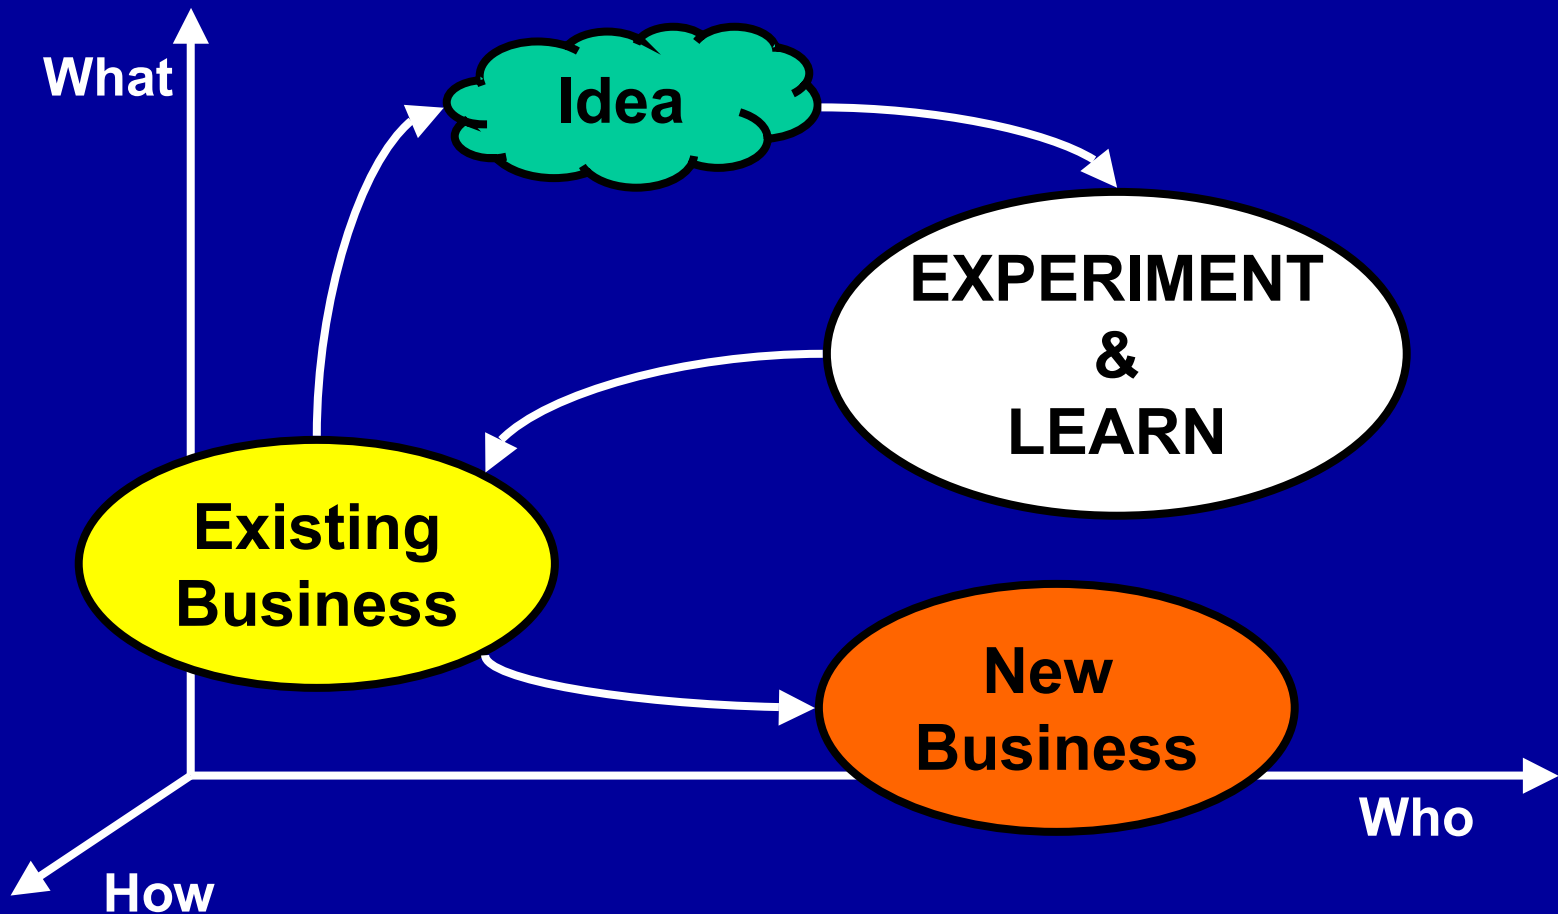 What
Idea
EXPERIMENT
&
LEARN
Existing
Business
New
Business
Who
How